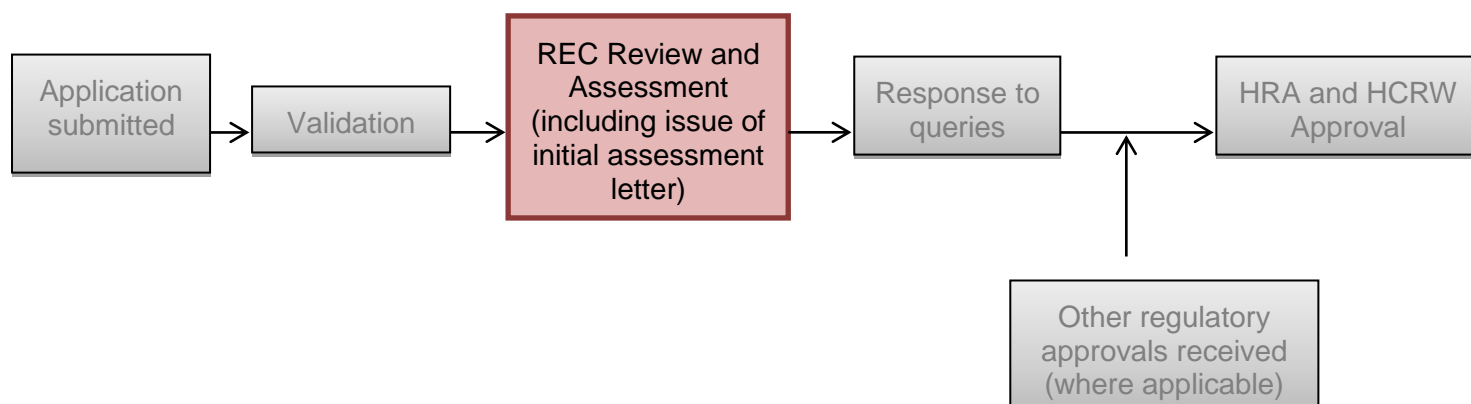 Application
submitted
Validation
REC Review and
Assessment
(including issue of
initial assessment
letter)
Response to
queries
HRA and HCRW
Approval
Other regulatory
approvals received
(where applicable)